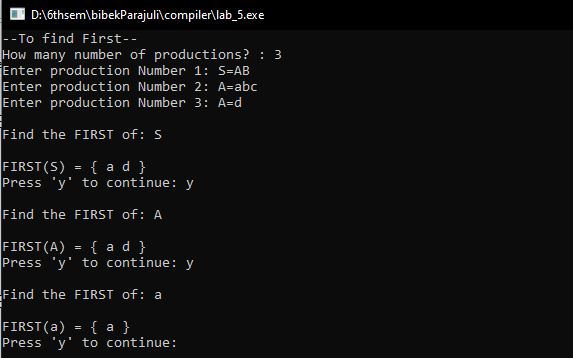 D:\6thsem\bibekParajuli\compiler\lab_5.exe
--To find First--
How many number of productions? : 3
Enter production Number 1: S=AB
Enter production Number 2: A=abc
Enter production Number 3: A=d
Find the FIRST of: S
FIRST(S) = { a d }
Press 'y' to continue: y
Find the FIRST of: A
FIRST(A) = { a d }
Press 'y' to continue: y
Find the FIRST of: a
FIRST(a) = { a }
Press 'y' to continue: